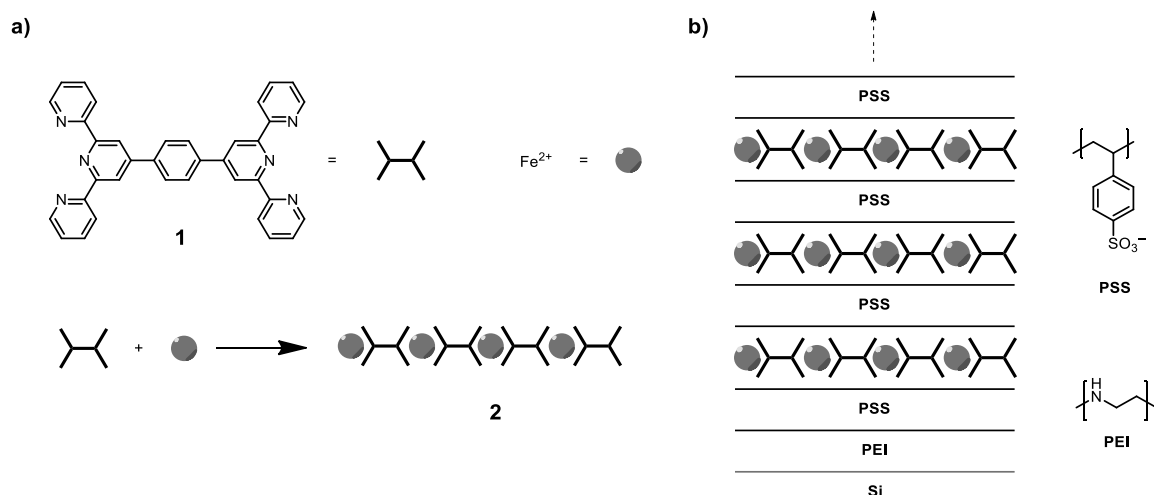 a)
N
N
N
N
N
N
1
=
Fe²⁺
=
+
2
b)
PSS
PSS
PSS
PSS
PEI
Si
SO₃⁻
PSS
H
N
PEI